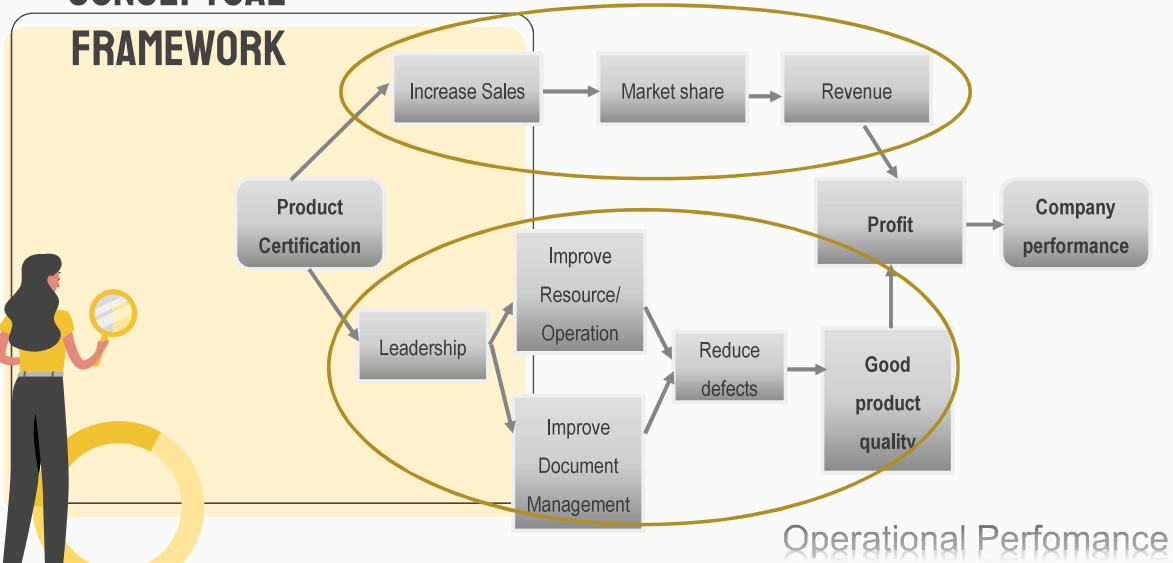 CONCEPTUAL
FRAMEWORK
Increase Sales
Market share
Revenue
Product
Certification
Profit
Company
performance
Leadership
Improve
Resource/
Operation
Improve
Document
Management
Reduce
defects
Good
product
quality
Operational Perfomance